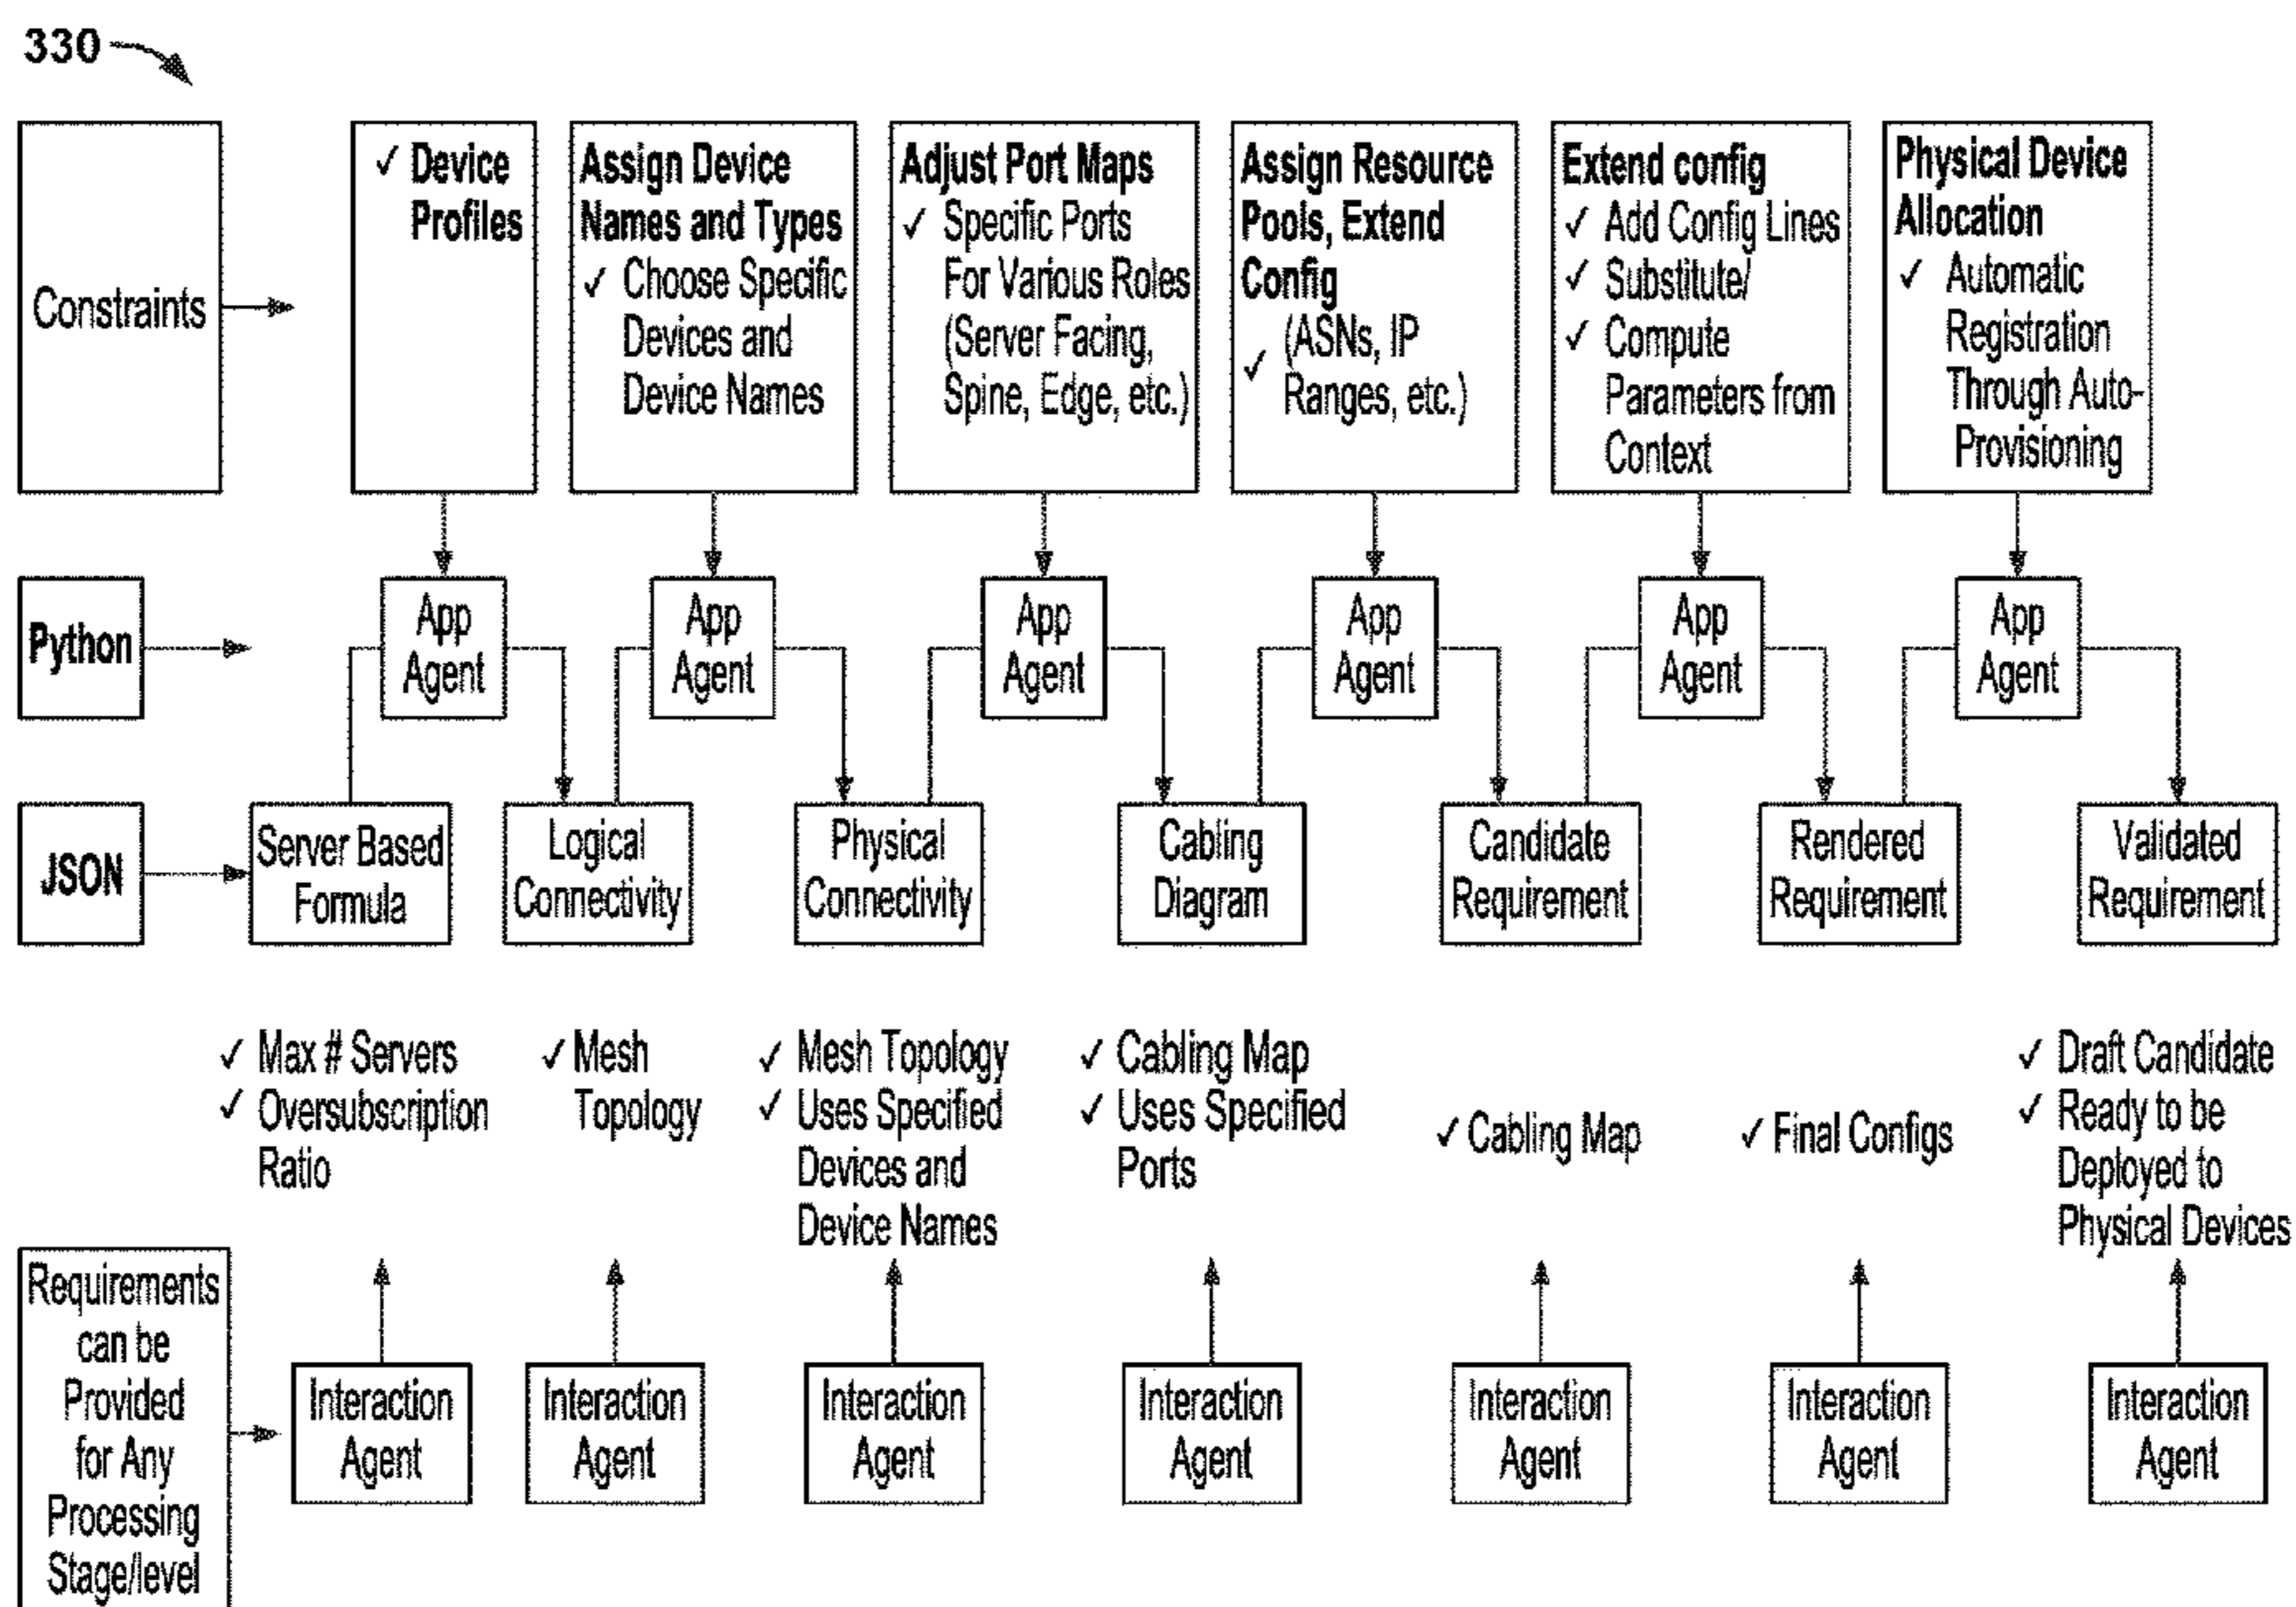 330
Constraints
✓ Device
Profiles
Assign Device
Names and Types
✓ Choose Specific
Devices and
Device Names
Adjust Port Maps
✓ Specific Ports
For Various Roles
(Server Facing,
Spine, Edge, etc.)
Assign Resource
Pools, Extend
Config
✓ (ASNs, IP
Ranges, etc.)
Extend config
✓ Add Config Lines
✓ Substitute/
✓ Compute
Parameters from
Context
Physical Device
Allocation
✓ Automatic
Registration
Through Auto-
Provisioning
Python
App
Agent
App
Agent
App
Agent
App
Agent
App
Agent
App
Agent
JSON
Server Based
Formula
Logical
Connectivity
Physical
Connectivity
Cabling
Diagram
Candidate
Requirement
Rendered
Requirement
Validated
Requirement
✓ Max # Servers
✓ Oversubscription
Ratio
✓ Mesh
Topology
✓ Mesh Topology
✓ Uses Specified
Devices and
Device Names
✓ Cabling Map
✓ Uses Specified
Ports
✓ Cabling Map
✓ Final Configs
✓ Draft Candidate
✓ Ready to be
Deployed to
Physical Devices
Requirements
can be
Provided
for Any
Processing
Stage/level
Interaction
Agent
Interaction
Agent
Interaction
Agent
Interaction
Agent
Interaction
Agent
Interaction
Agent
Interaction
Agent